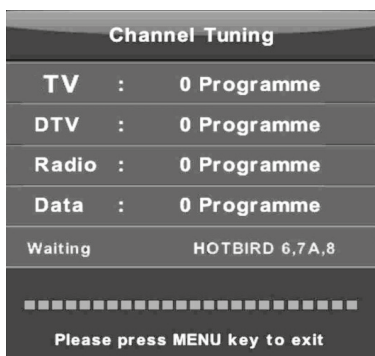 Channel Tuning
TV : 0 Programme
DTV : 0 Programme
Radio : 0 Programme
Data : 0 Programme
Waiting HOTBIRD 6,7A,8
Please press MENU key to exit